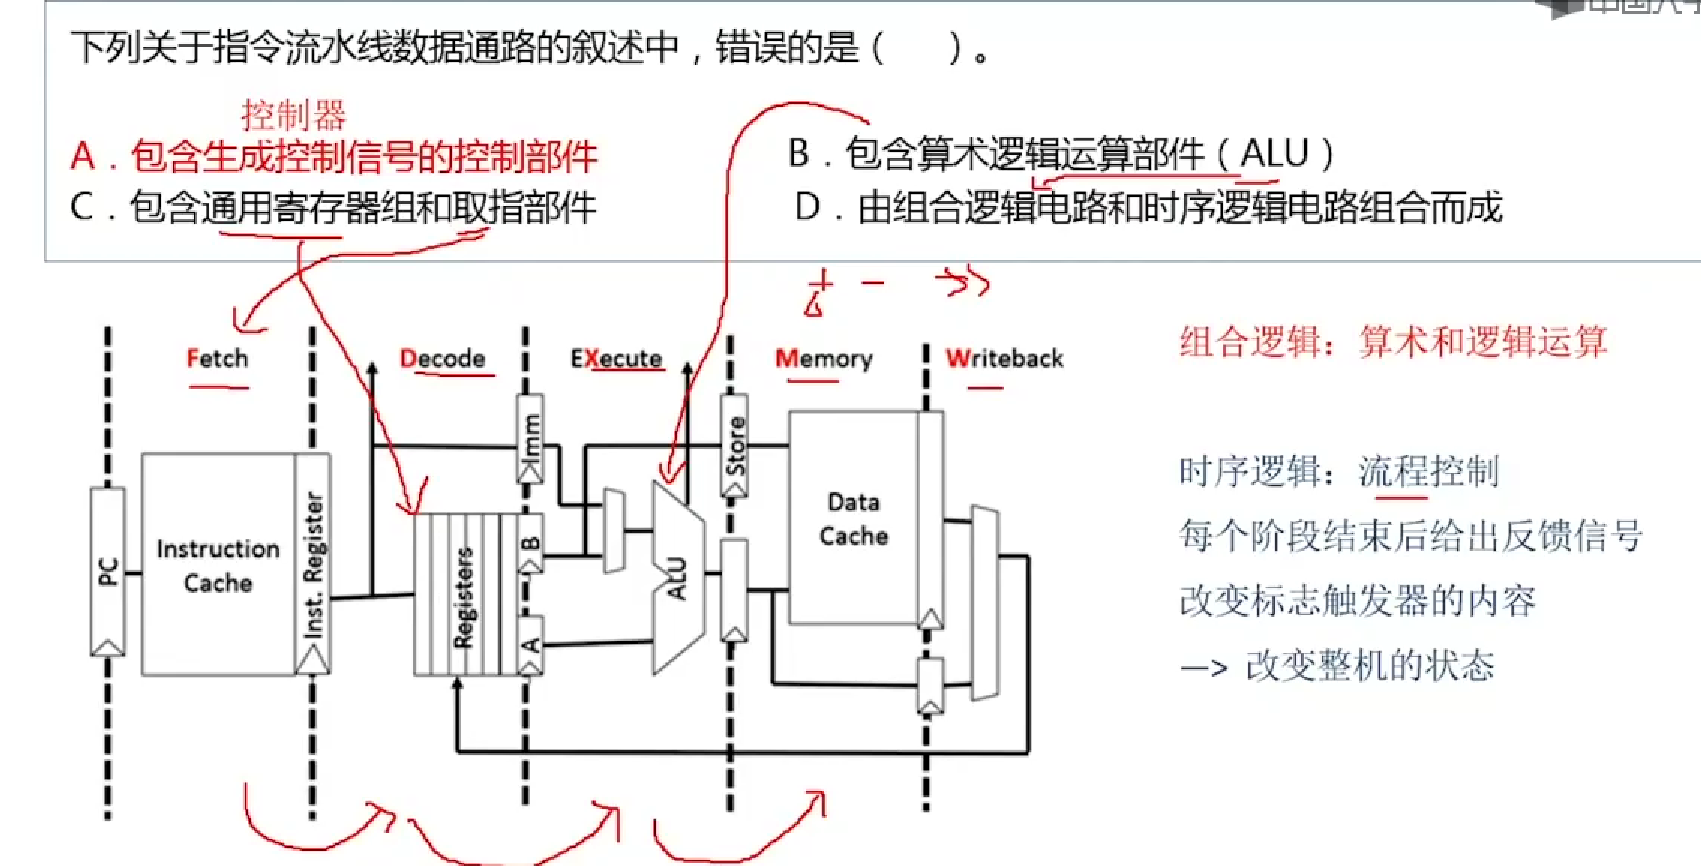 中国大学
下列关于指令流水线数据通路的叙述中，错误的是（　　）。
控制器
A．包含生成控制信号的控制部件
B．包含算术逻辑运算部件（ALU）
C．包含通用寄存器组和取指部件
D．由组合逻辑电路和时序逻辑电路组合而成
+ - >>
&
Fetch
Decode
EXecute
Memory
Writeback
组合逻辑：算术和逻辑运算
时序逻辑：流程控制
每个阶段结束后给出反馈信号
改变标志触发器的内容
—> 改变整机的状态
PC
Instruction
Cache
Inst. Register
Registers
Imm
B
A
ALU
Store
Data
Cache